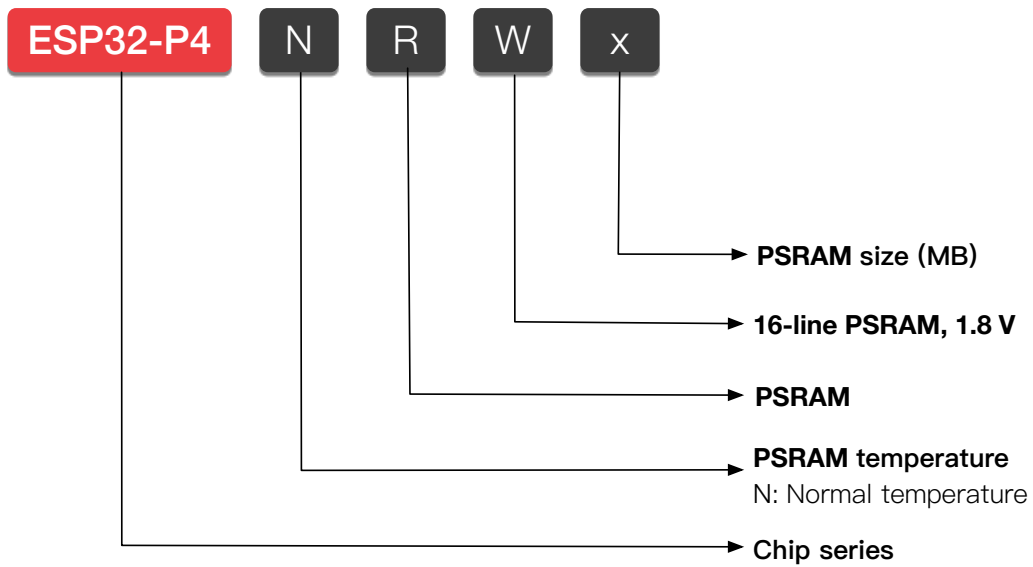 ESP32-P4 N R W x
PSRAM size (MB)
16-line PSRAM, 1.8 V
PSRAM
PSRAM temperature
N: Normal temperature
Chip series